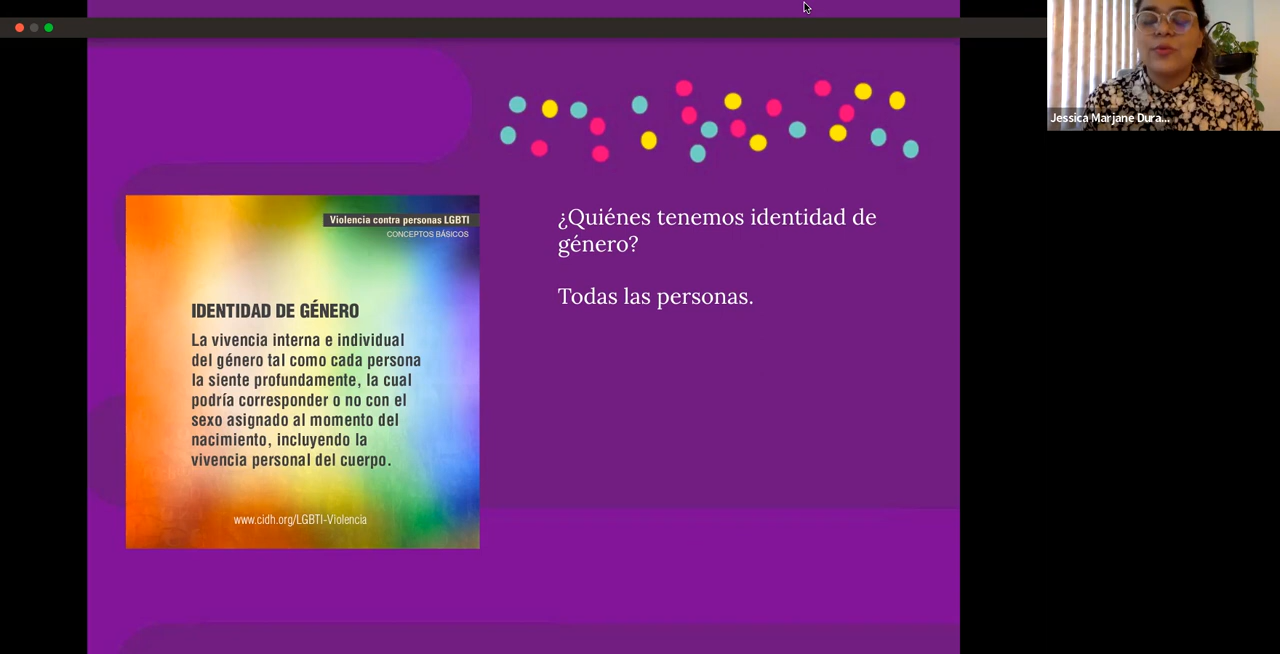 Jessica Marjane Dura...
Violencia contra personas LGBTI
CONCEPTOS BÁSICOS
IDENTIDAD DE GÉNERO
La vivencia interna e individual
del género tal como cada persona
la siente profundamente, la cual
podría corresponder o no con el
sexo asignado al momento del
nacimiento, incluyendo la
vivencia personal del cuerpo.
www.cidh.org/LGBTI-Violencia
¿Quiénes tenemos identidad de
género?
Todas las personas.